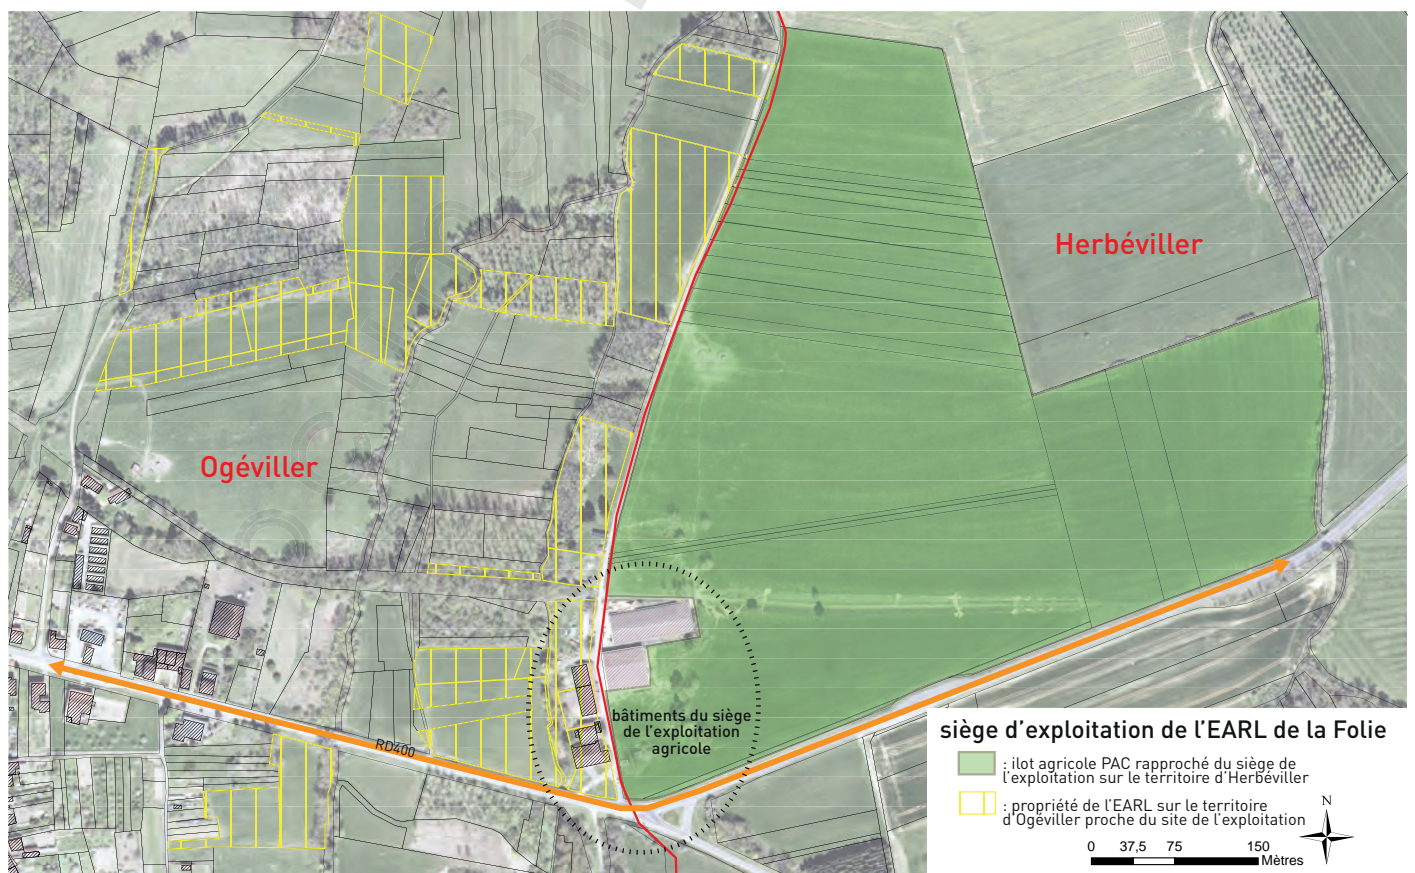 Herbéviller
Ogéviller
bâtiments du siège
de l'exploitation
agricole
RD400
siège d'exploitation de l'EARL de la Folie
: ilot agricole PAC rapproché du siège de
l'exploitation sur le territoire d'Herbéviller
: propriété de l'EARL sur le territoire
d'Ogéviller proche du site de l'exploitation
N
0 37,5 75 150
Mètres